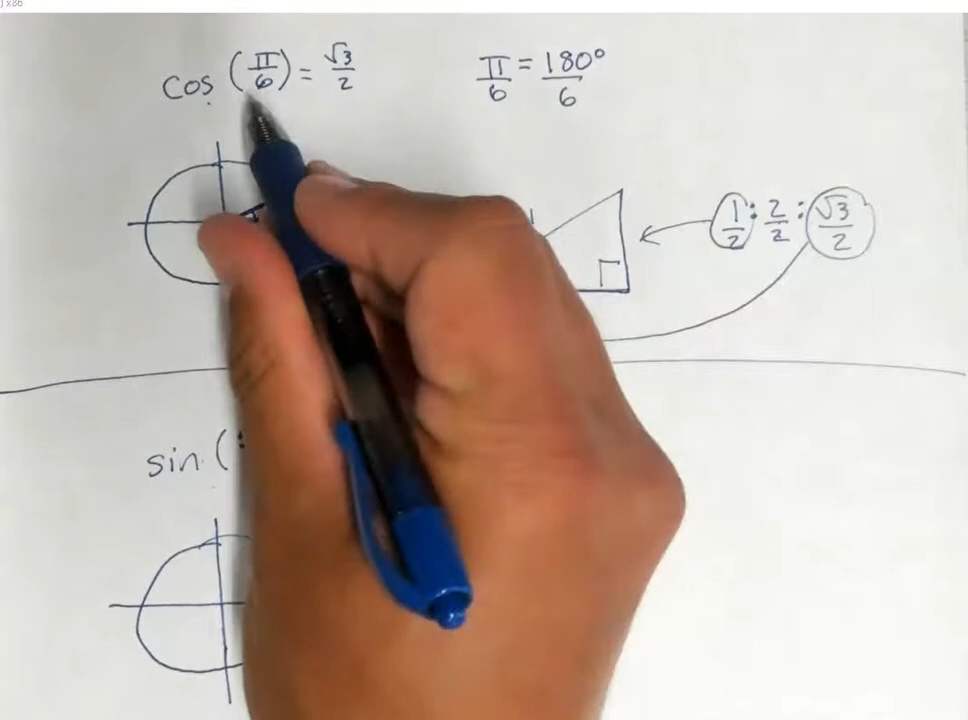 cos (π/6) = √3/2
π/6 = 180°/6
1/2 : 2/2 : √3/2
sin (